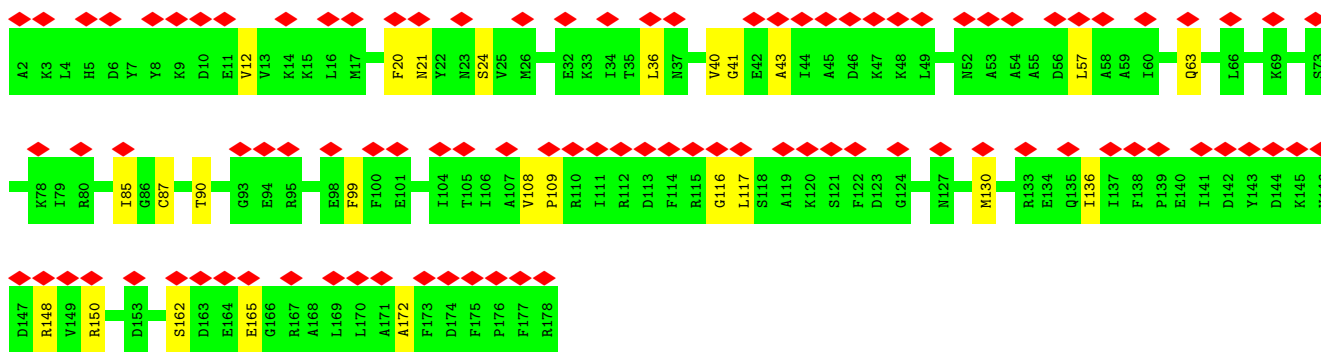 A2 K3 L4 H5 D6 Y7 Y8 K9 D10 E11 V12 V13 K14 K15 L16 M17 F20 N21 Y22 N23 S24 V25 M26 E32 K33 I34 T35 L36 N37 V40 G41 E42 A43 I44 A45 D46 K47 K48 L49 N52 A53 A54 A55 D56 L57 A58 A59 I60 Q63 L66 K69 S73
K78 I79 R80 I85 G86 C87 T90 G93 E94 R95 E98 F99 F100 E101 I104 T105 I106 A107 V108 P109 R110 I111 R112 D113 F114 R115 G116 L117 S118 A119 K120 S121 F122 D123 G124 N127 M130 R133 E134 Q135 I136 I137 F138 P139 E140 I141 D142 Y143 D144 K145
D147 R148 V149 R150 D153 S162 D163 E164 E165 G166 R167 A168 L169 L170 A171 A172 F173 D174 F175 P176 F177 R178